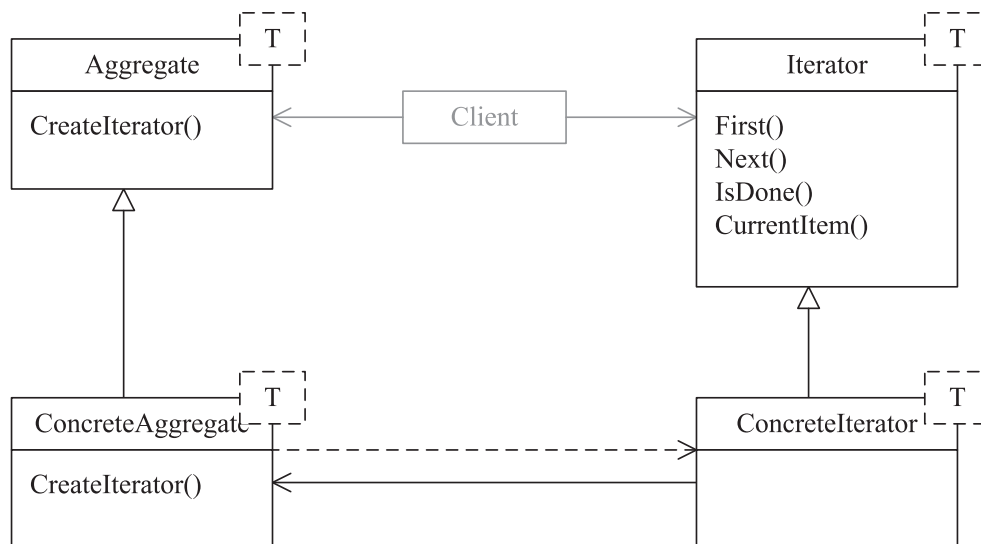 T
Aggregate
CreateIterator()
Client
T
Iterator
First()
Next()
IsDone()
CurrentItem()
T
ConcreteAggregate
CreateIterator()
T
ConcreteIterator